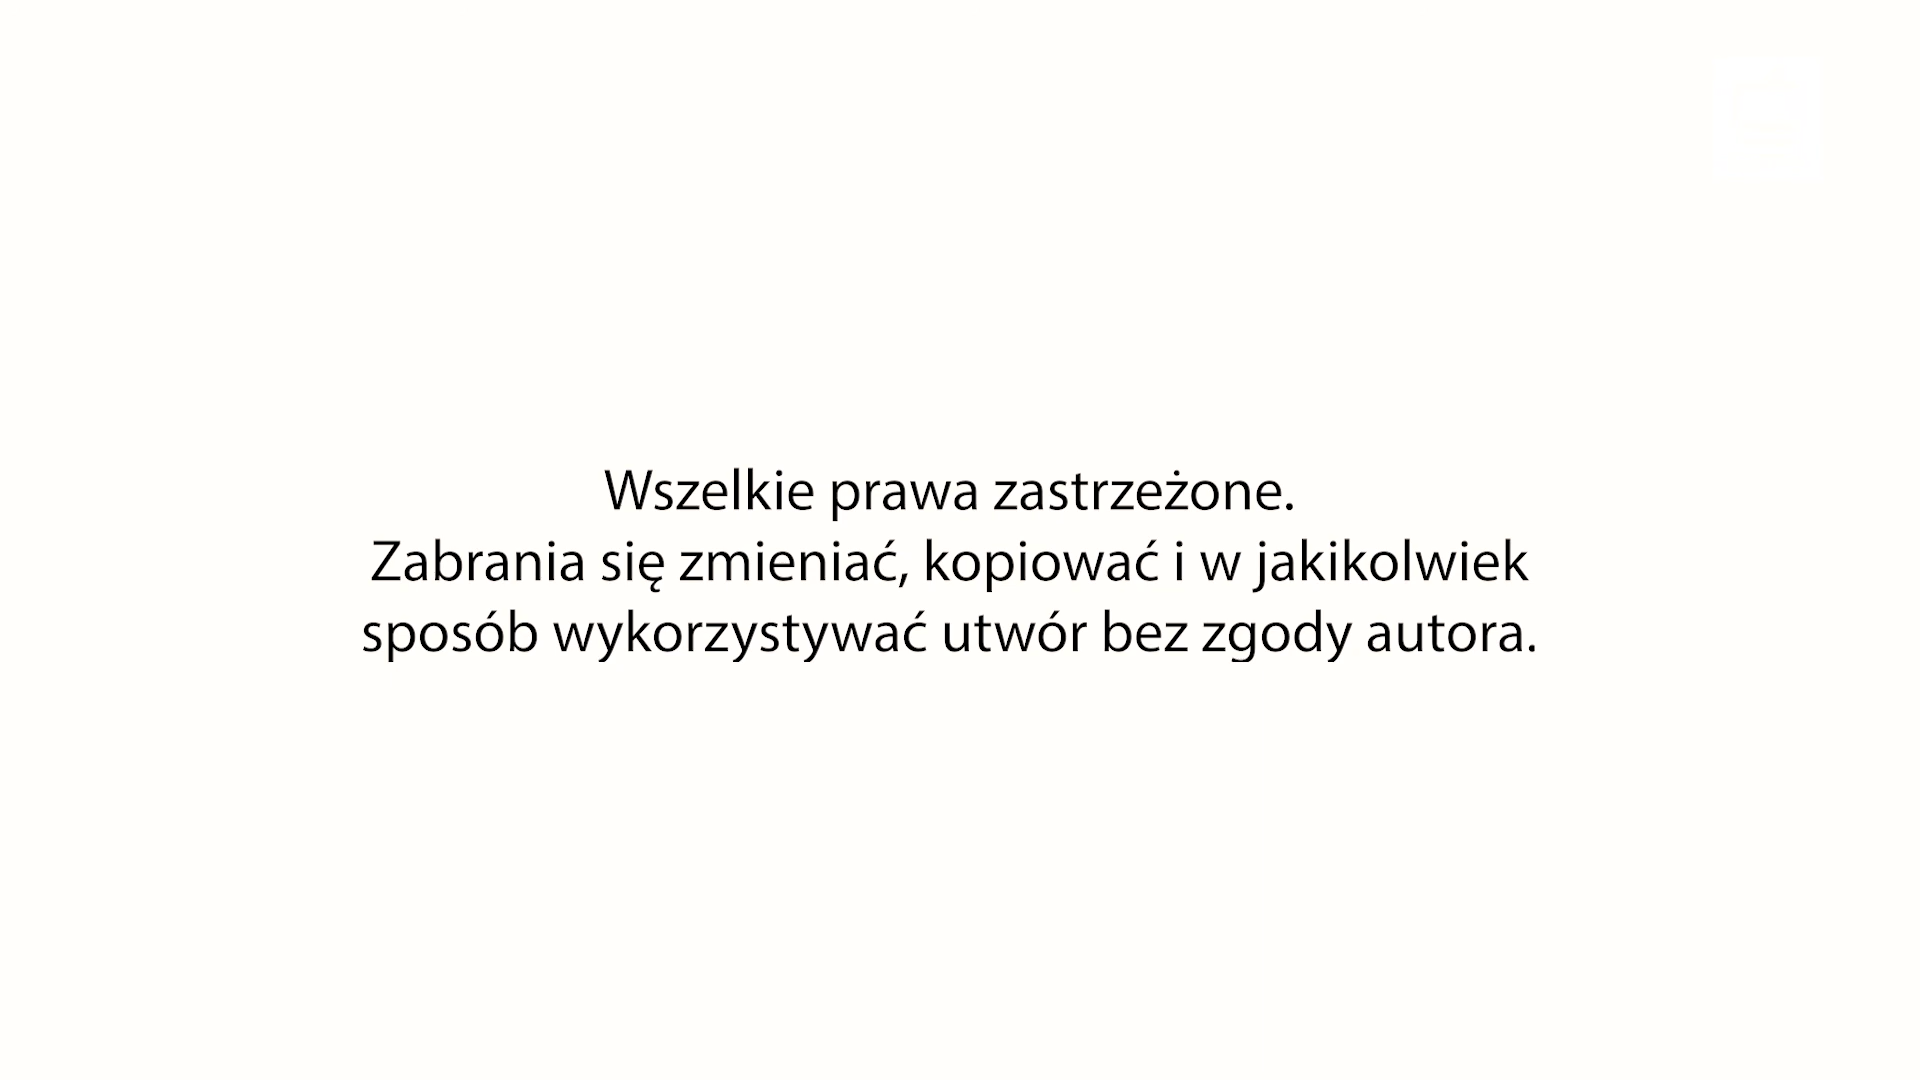 Wszelkie prawa zastrzeżone.
Zabrania się zmieniać, kopiować i w jakikolwiek
sposób wykorzystywać utwór bez zgody autora.